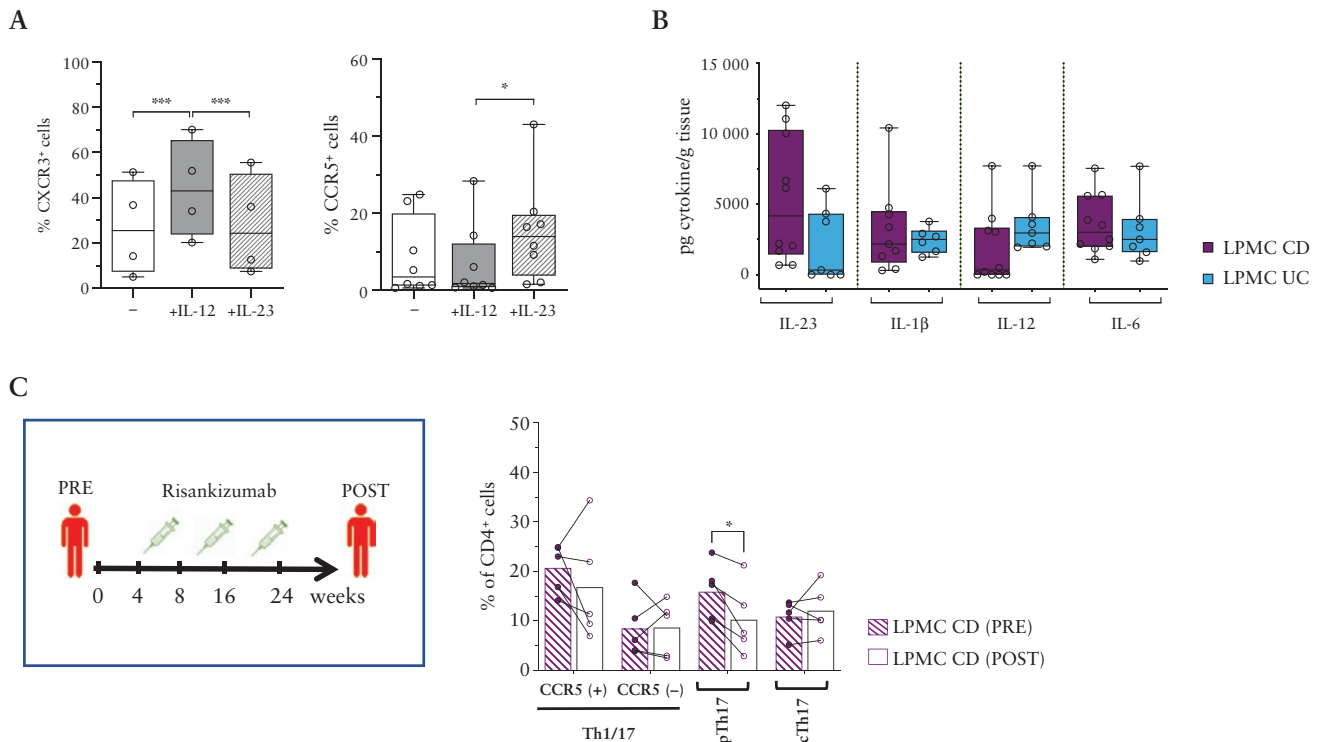 A
% CXCR3⁺ cells
100
80
60
40
20
0
***
***
–
+IL-12
+IL-23
% CCR5⁺ cells
60
40
20
0
*
–
+IL-12
+IL-23
B
pg cytokine/g tissue
15 000
10 000
5000
0
IL-23
IL-1β
IL-12
IL-6
LPMC CD
LPMC UC
C
PRE
Risankizumab
POST
0 4 8 16 24 weeks
% of CD4⁺ cells
50
40
30
20
10
0
*
CCR5 (+)
CCR5 (–)
Th1/17
pTh17
cTh17
LPMC CD (PRE)
LPMC CD (POST)